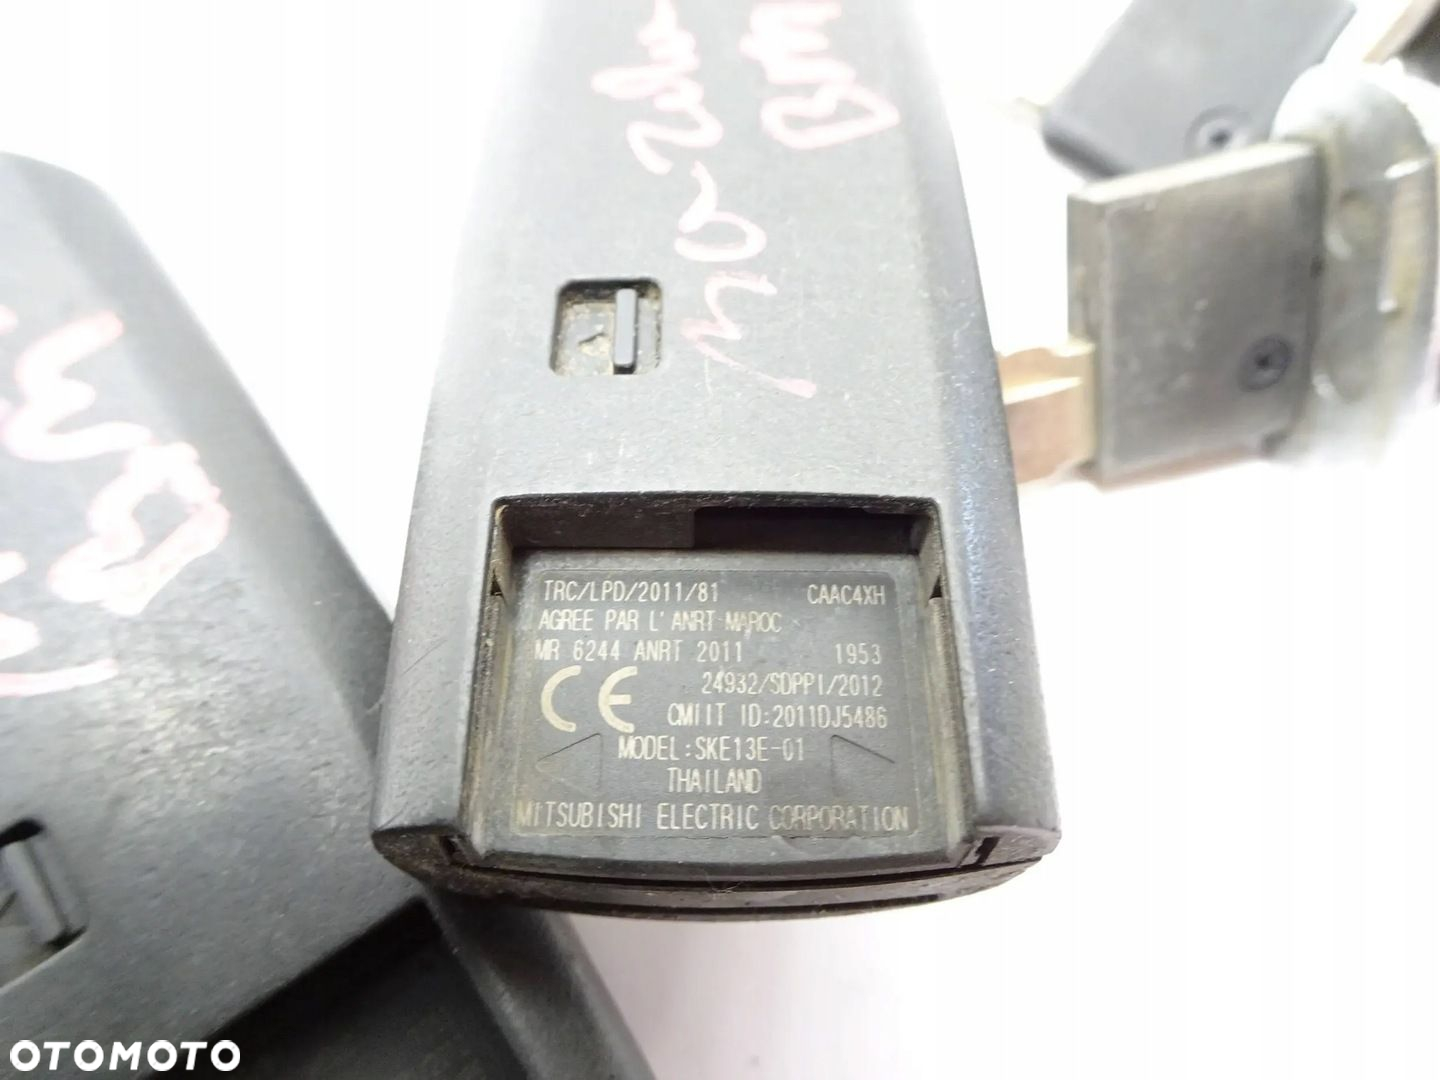 TRC/LPD/2011/81 CAAC4XH
AGREE PAR L' ANRT MAROC
MR 6244 ANRT 2011 1953
CE 24932/SDPPI/2012
CMIIT ID:2011DJ5486
MODEL:SKE13E-01
THAILAND
MITSUBISHI ELECTRIC CORPORATION
OTOMOTO